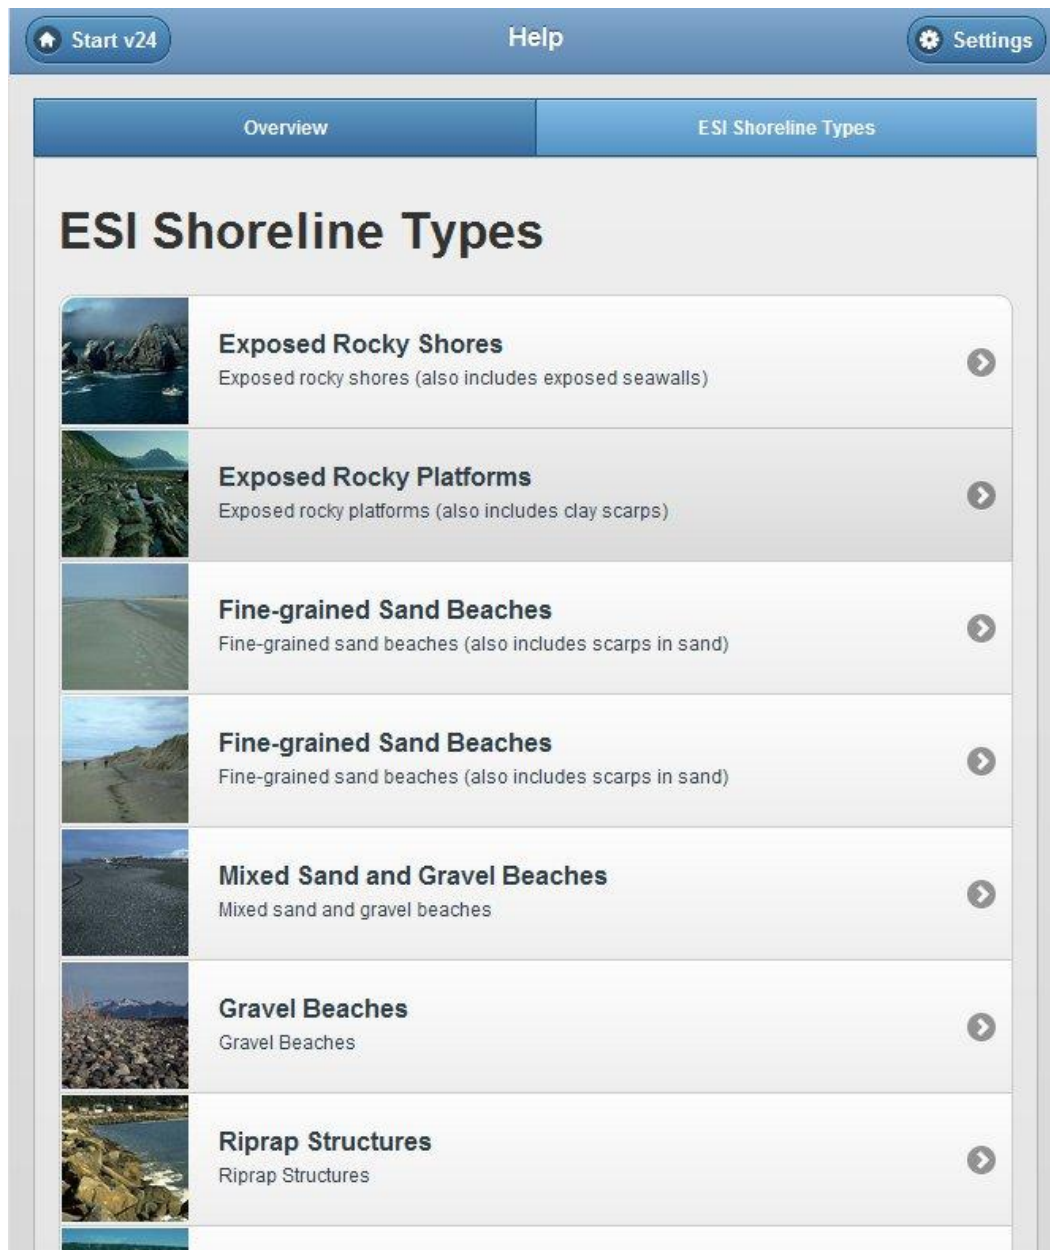 Start v24
Help
Settings
Overview
ESI Shoreline Types
ESI Shoreline Types
Exposed Rocky Shores
Exposed rocky shores (also includes exposed seawalls)
Exposed Rocky Platforms
Exposed rocky platforms (also includes clay scarps)
Fine-grained Sand Beaches
Fine-grained sand beaches (also includes scarps in sand)
Fine-grained Sand Beaches
Fine-grained sand beaches (also includes scarps in sand)
Mixed Sand and Gravel Beaches
Mixed sand and gravel beaches
Gravel Beaches
Gravel Beaches
Riprap Structures
Riprap Structures